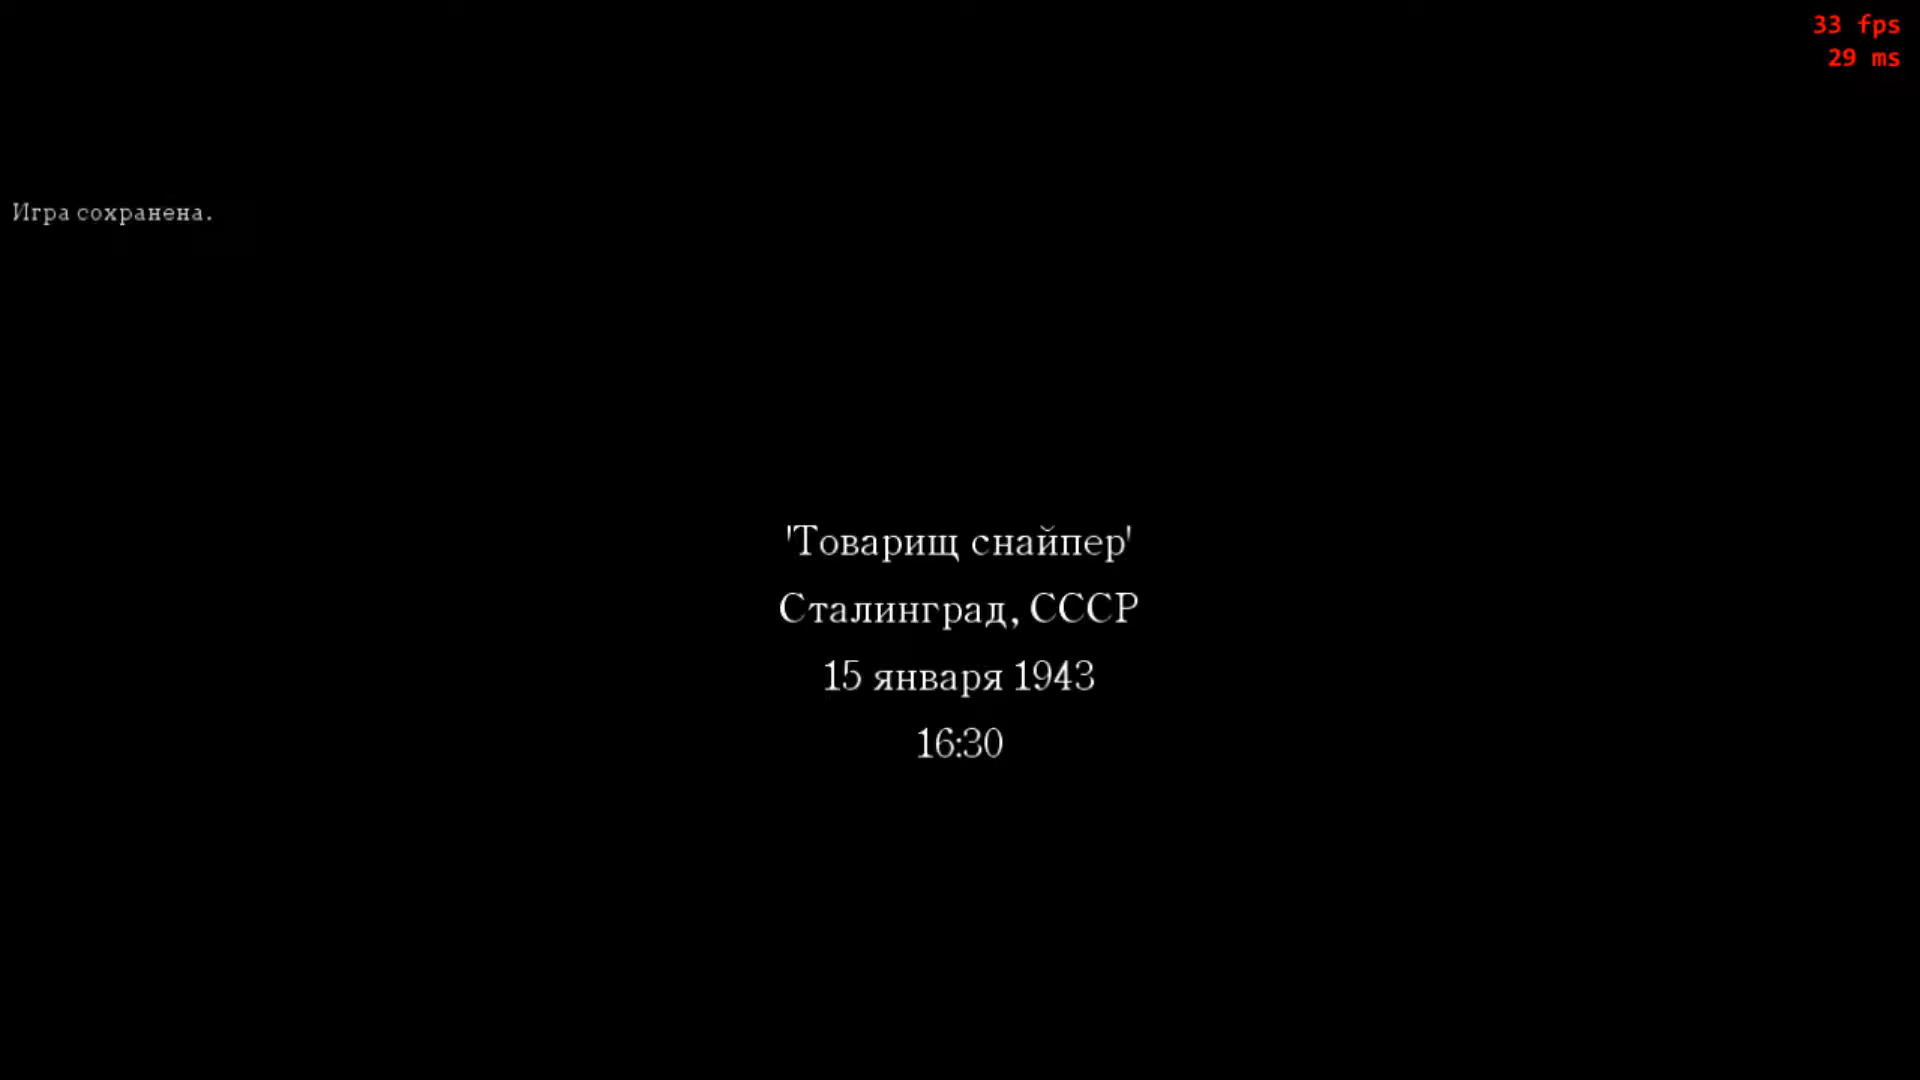 33 fps
29 ms
Игра сохранена.
'Товарищ снайпер'
Сталинград, СССР
15 января 1943
16:30